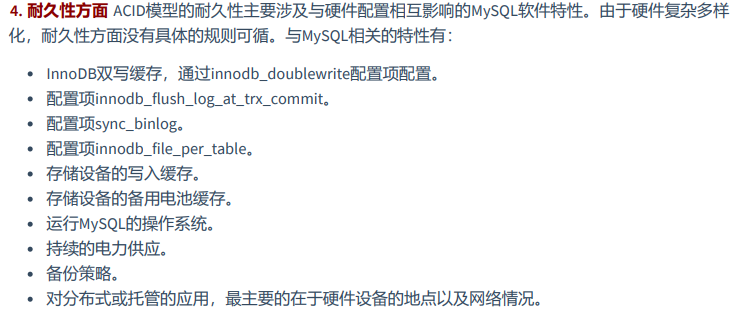 4. 耐久性方面 ACID模型的耐久性主要涉及与硬件配置相互影响的MySQL软件特性。由于硬件复杂多样
化，耐久性方面没有具体的规则可循。与MySQL相关的特性有：
• InnoDB双写缓存，通过innodb_doublewrite配置项配置。
• 配置项innodb_flush_log_at_trx_commit。
• 配置项sync_binlog。
• 配置项innodb_file_per_table。
• 存储设备的写入缓存。
• 存储设备的备用电池缓存。
• 运行MySQL的操作系统。
• 持续的电力供应。
• 备份策略。
• 对分布式或托管的应用，最主要的在于硬件设备的地点以及网络情况。